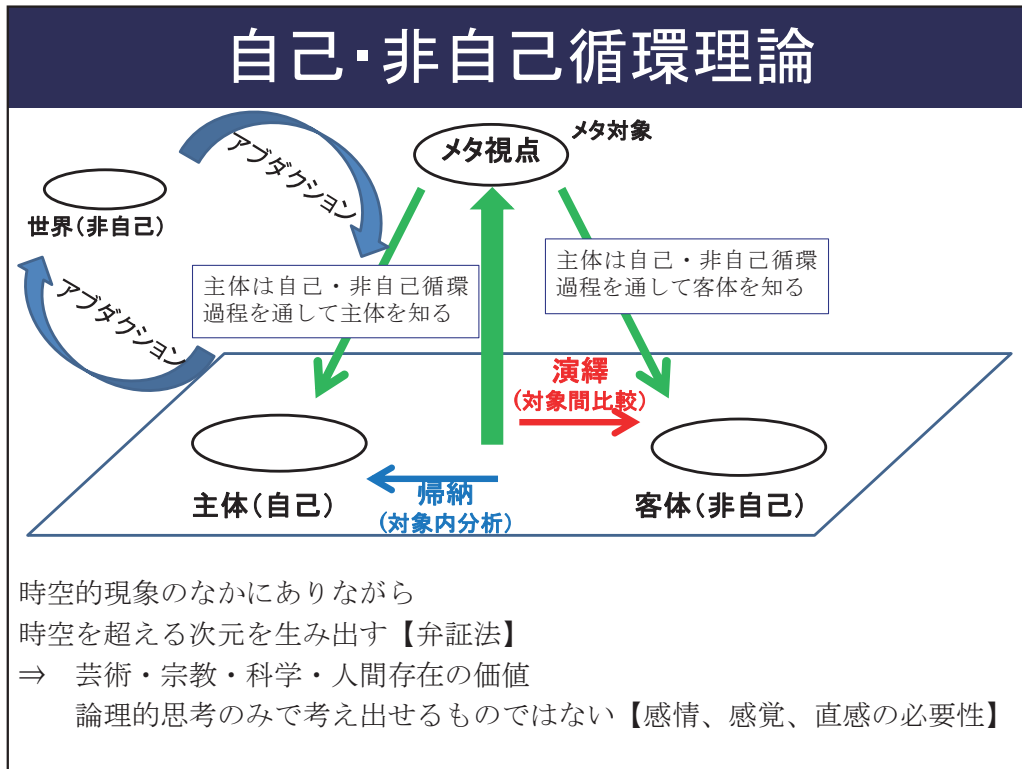 自己・非自己循環理論
アブダクション
メタ視点
メタ対象
世界(非自己)
アブダクション
主体は自己・非自己循環
過程を通して主体を知る
主体は自己・非自己循環
過程を通して客体を知る
演繹
(対象間比較)
主体(自己)
帰納
(対象内分析)
客体(非自己)
時空的現象のなかにありながら
時空を超える次元を生み出す【弁証法】
⇒　芸術・宗教・科学・人間存在の価値
論理的思考のみで考え出せるものではない【感情、感覚、直感の必要性】